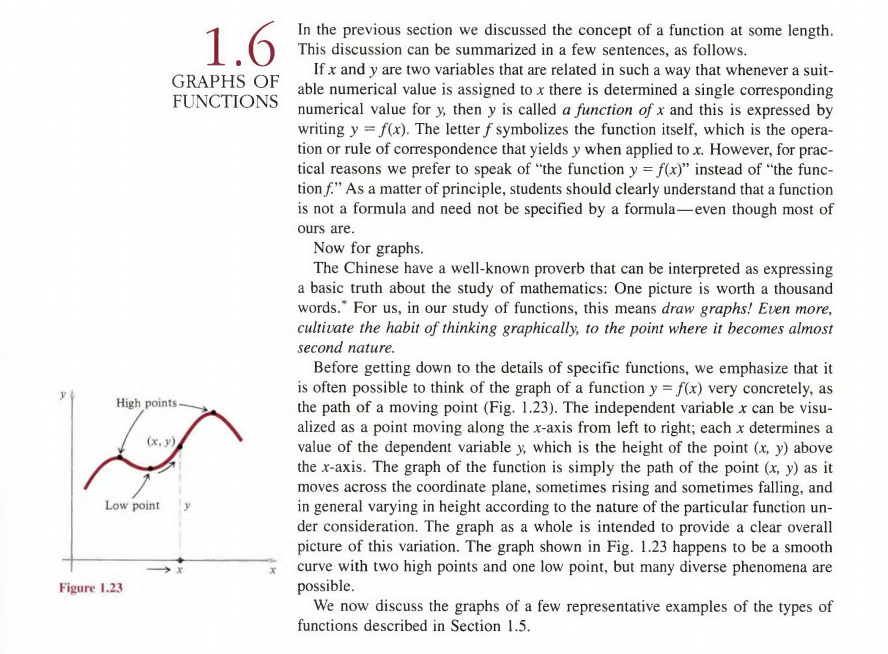 1.6
GRAPHS OF
FUNCTIONS
In the previous section we discussed the concept of a function at some length.
This discussion can be summarized in a few sentences, as follows.
If x and y are two variables that are related in such a way that whenever a suit-
able numerical value is assigned to x there is determined a single corresponding
numerical value for y, then y is called a function of x and this is expressed by
writing y = f(x). The letter f symbolizes the function itself, which is the opera-
tion or rule of correspondence that yields y when applied to x. However, for prac-
tical reasons we prefer to speak of “the function y = f(x)” instead of “the func-
tion f.” As a matter of principle, students should clearly understand that a function
is not a formula and need not be specified by a formula—even though most of
ours are.
Now for graphs.
The Chinese have a well-known proverb that can be interpreted as expressing
a basic truth about the study of mathematics: One picture is worth a thousand
words.* For us, in our study of functions, this means draw graphs! Even more,
cultivate the habit of thinking graphically, to the point where it becomes almost
second nature.
Before getting down to the details of specific functions, we emphasize that it
is often possible to think of the graph of a function y = f(x) very concretely, as
the path of a moving point (Fig. 1.23). The independent variable x can be visu-
alized as a point moving along the x-axis from left to right; each x determines a
value of the dependent variable y, which is the height of the point (x, y) above
the x-axis. The graph of the function is simply the path of the point (x, y) as it
moves across the coordinate plane, sometimes rising and sometimes falling, and
in general varying in height according to the nature of the particular function un-
der consideration. The graph as a whole is intended to provide a clear overall
picture of this variation. The graph shown in Fig. 1.23 happens to be a smooth
curve with two high points and one low point, but many diverse phenomena are
possible.
We now discuss the graphs of a few representative examples of the types of
functions described in Section 1.5.
y
High points
(x, y)
Low point
y
x
x
Figure 1.23